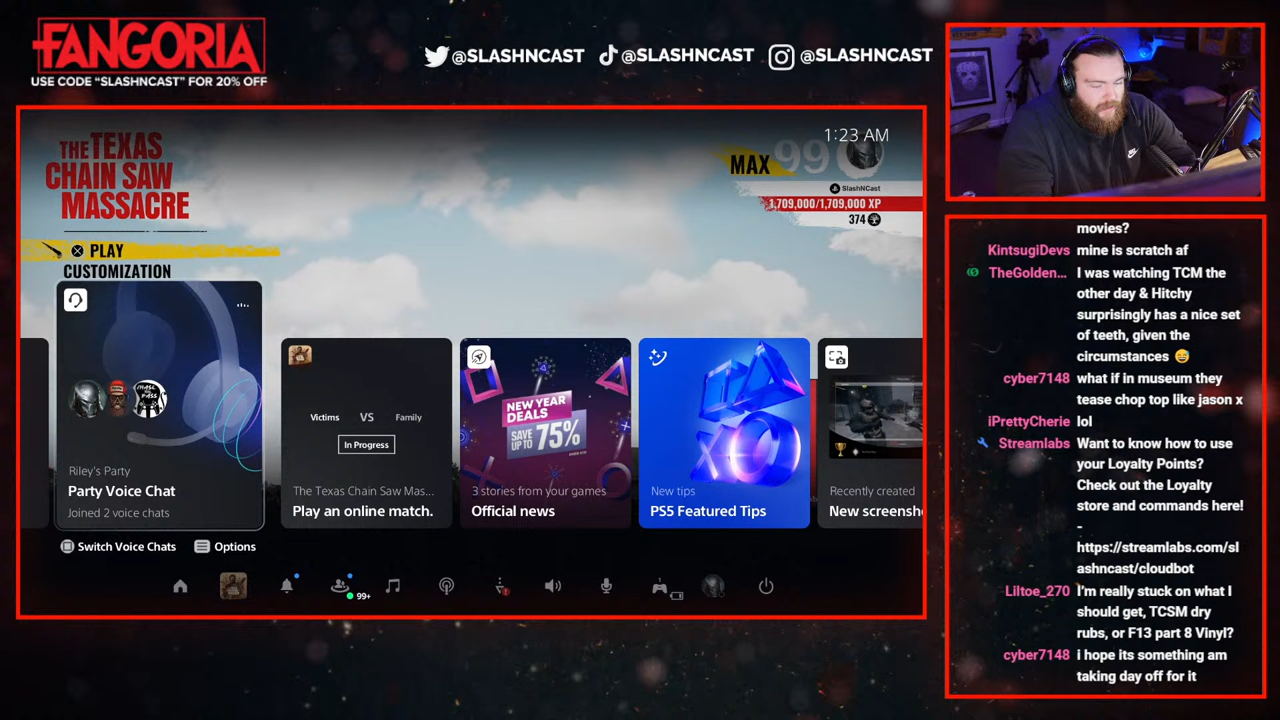 FANGORIA
USE CODE "SLASHNCAST" FOR 20% OFF
@SLASHNCAST @SLASHNCAST @SLASHNCAST
1:23 AM
THE TEXAS
CHAIN SAW
MASSACRE
MAX 99
SlashNCast
1,709,000/1,709,000 XP
374
PLAY
CUSTOMIZATION
Riley's Party
Party Voice Chat
Joined 2 voice chats
Victims VS Family
In Progress
The Texas Chain Saw Mas...
Play an online match.
NEW YEAR
DEALS
SAVE
UP TO 75%
3 stories from your games
Official news
New tips
PS5 Featured Tips
Recently created
New screensh
Switch Voice Chats
Options
99+
movies?
KintsugiDevs mine is scratch af
TheGolden... I was watching TCM the
other day & Hitchy
surprisingly has a nice set
of teeth, given the
circumstances 😅
cyber7148 what if in museum they
tease chop top like jason x
iPrettyCherie lol
Streamlabs Want to know how to use
your Loyalty Points?
Check out the Loyalty
store and commands here!
-
https://streamlabs.com/sl
ashncast/cloudbot
Liltoe_270 I'm really stuck on what I
should get, TCSM dry
rubs, or F13 part 8 Vinyl?
cyber7148 i hope its something am
taking day off for it